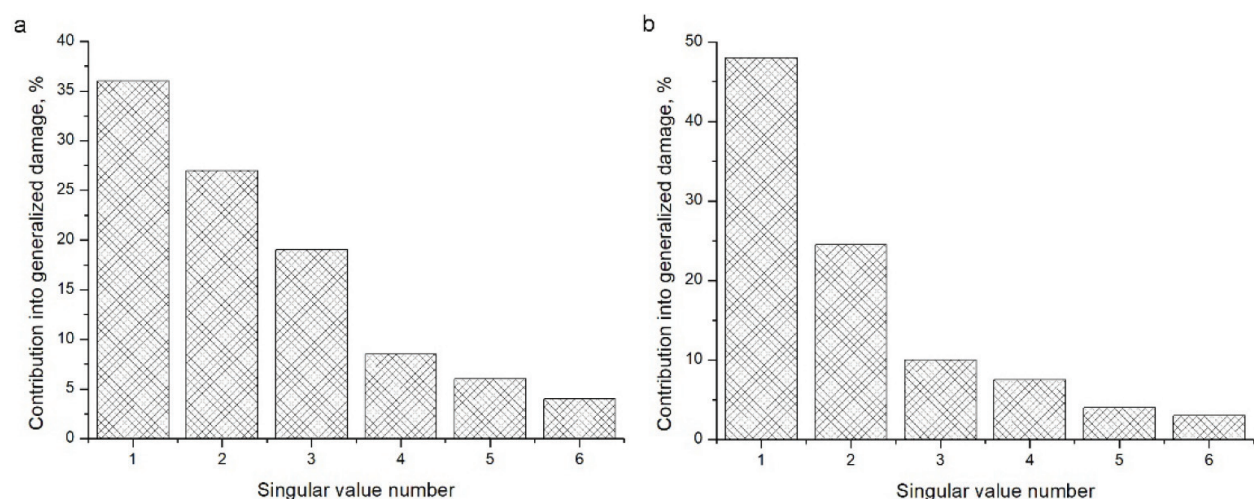 a
Contribution into generalized damage, %
40
35
30
25
20
15
10
5
0
1 2 3 4 5 6
Singular value number
b
Contribution into generalized damage, %
50
40
30
20
10
0
1 2 3 4 5 6
Singular value number